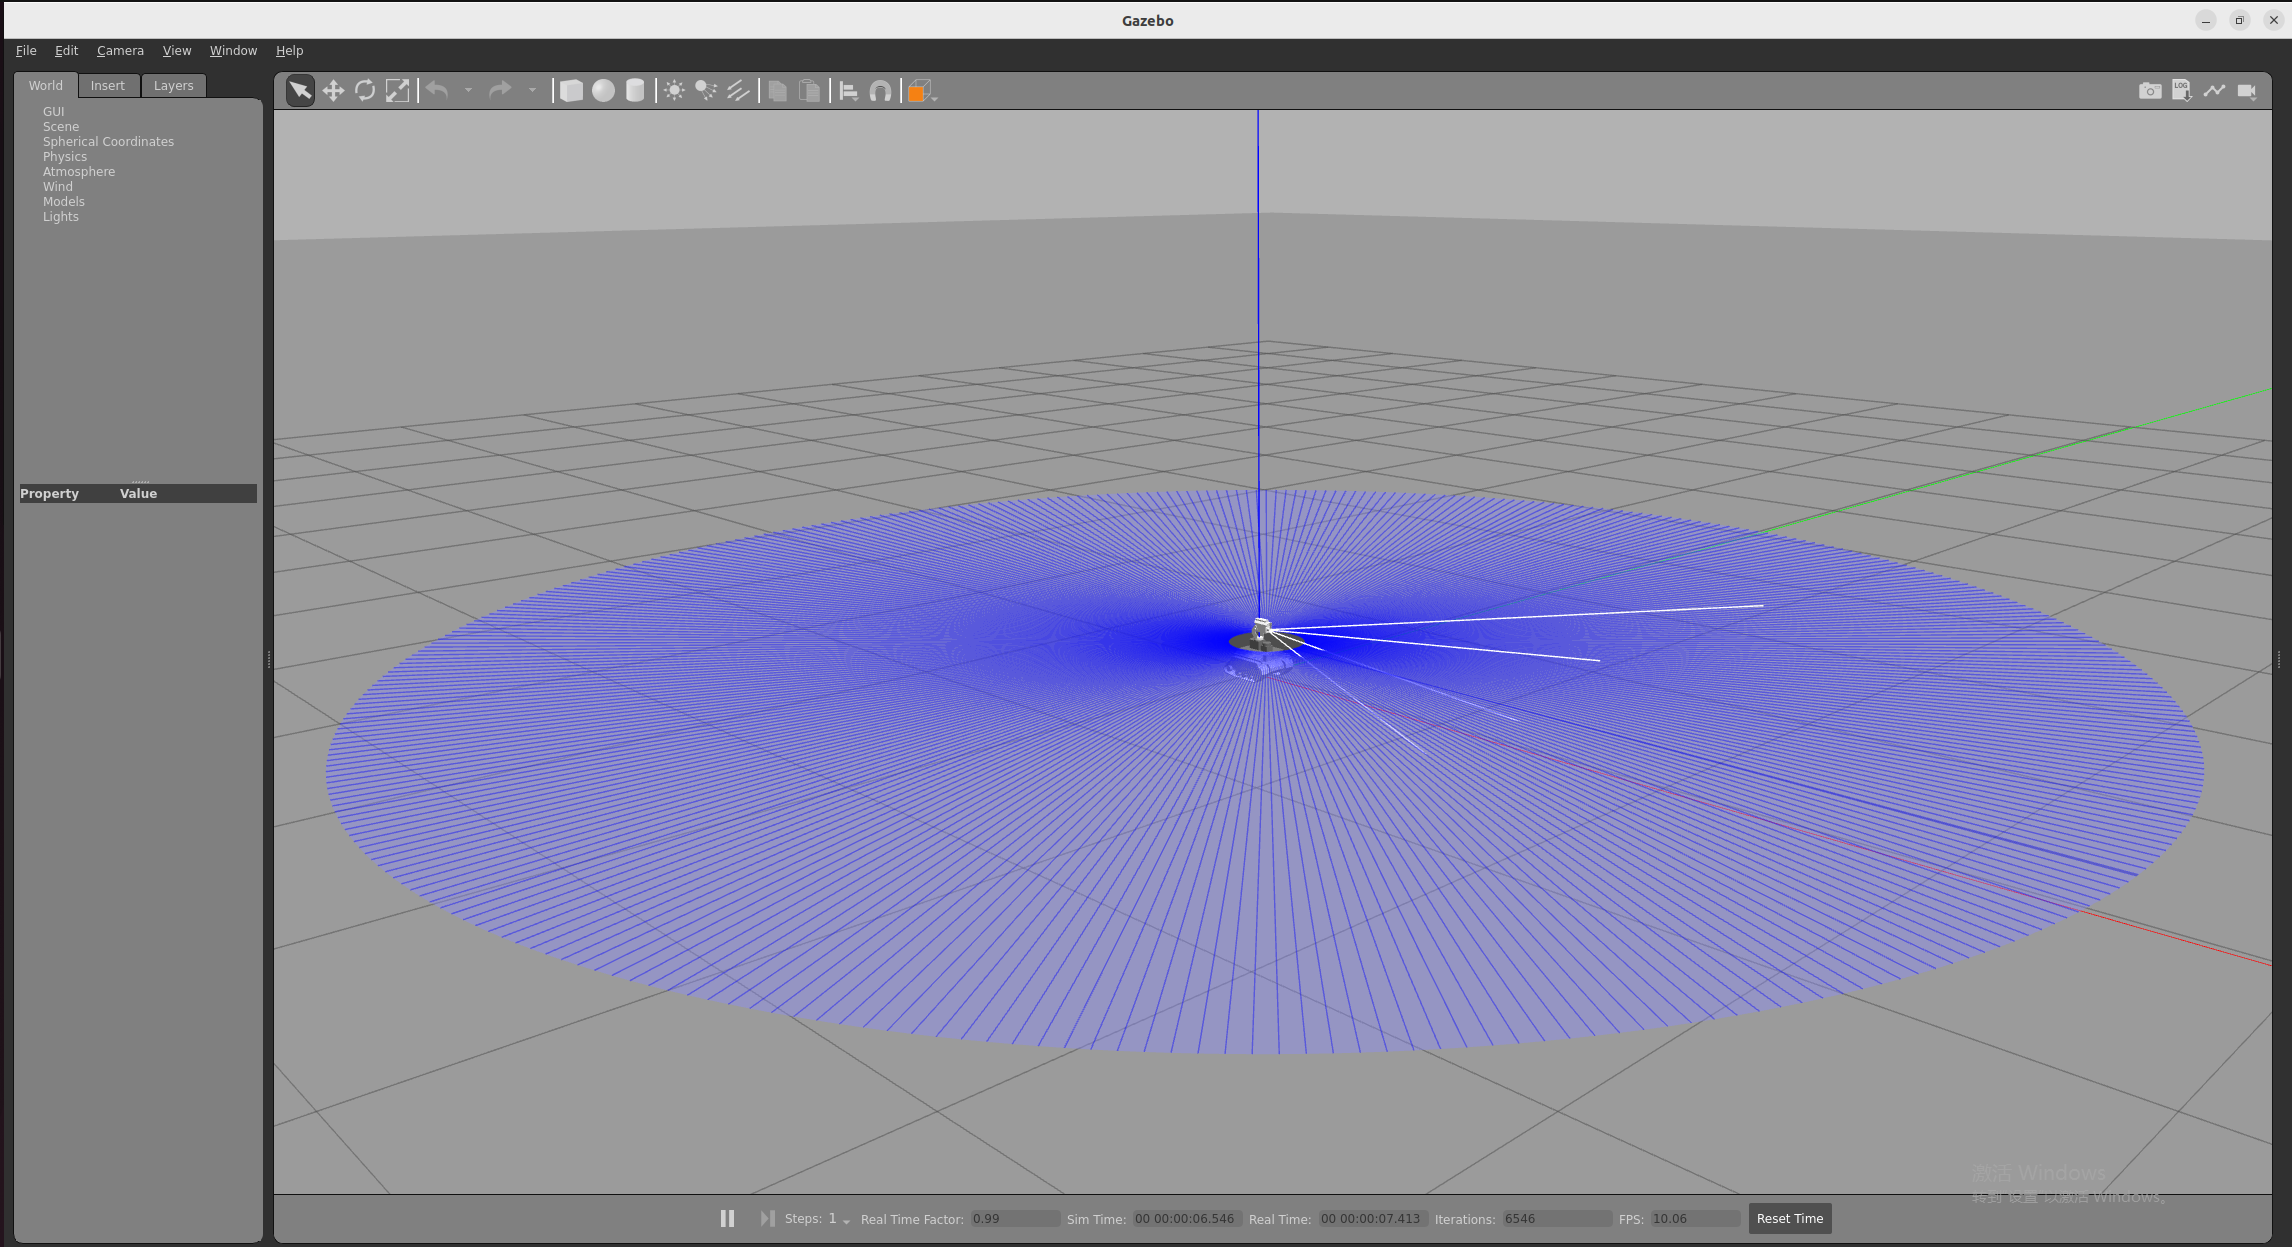 Gazebo
File Edit Camera View Window Help
World Insert Layers
GUI
Scene
Spherical Coordinates
Physics
Atmosphere
Wind
Models
Lights
Property Value
LOG
激活 Windows
转到"设置"以激活 Windows。
Steps: 1 Real Time Factor: 0.99 Sim Time: 00 00:00:06.546 Real Time: 00 00:00:07.413 Iterations: 6546 FPS: 10.06 Reset Time